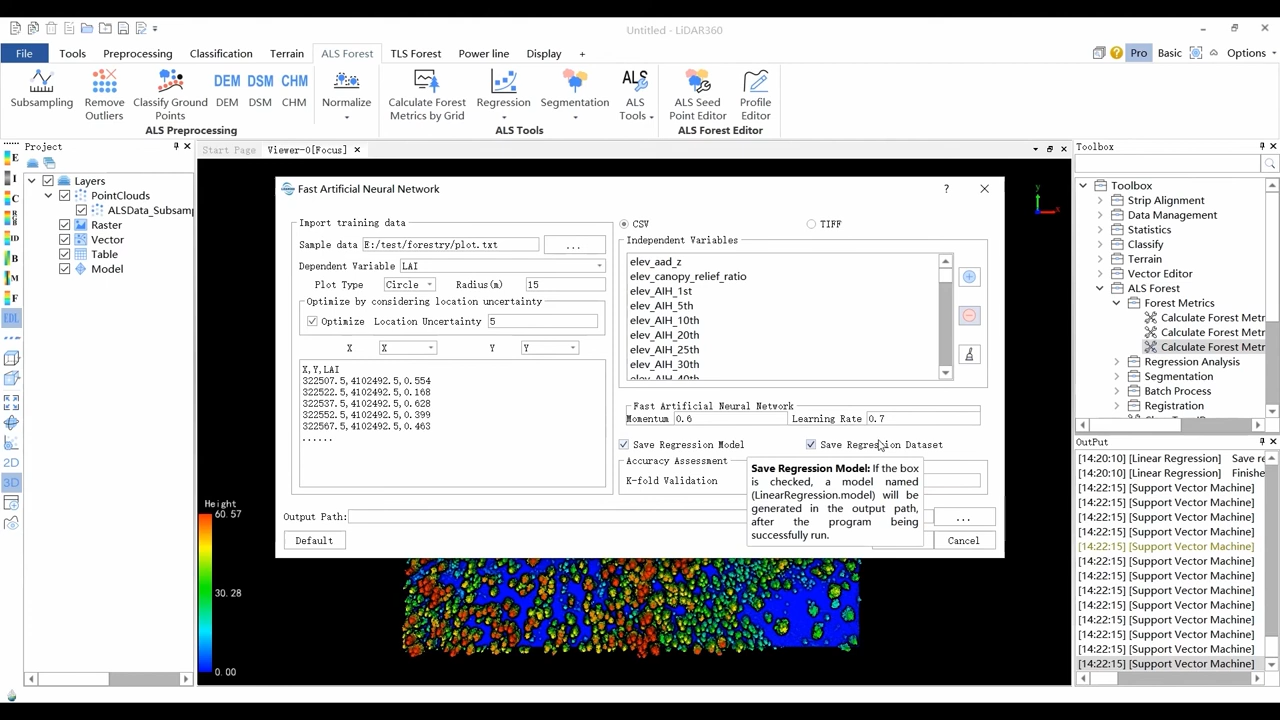 Untitled - LiDAR360
File Tools Preprocessing Classification Terrain ALS Forest TLS Forest Power line Display + Pro Basic Options
Subsampling
Remove Outliers
Classify Ground Points
DEM DEM
DSM DSM
CHM CHM
Normalize
Calculate Forest Metrics by Grid
Regression
Segmentation
ALS
ALS Tools
ALS Seed Point Editor
Profile Editor
ALS Preprocessing
ALS Tools
ALS Forest Editor
Project
Start Page
Viewer-0[Focus]
Toolbox
E
I
C
B
M
F
EDL
2D
3D
Layers
PointClouds
ALSData_Subsamp
Raster
Vector
Table
Model
Fast Artificial Neural Network
?
Import training data
Sample data E:/test/forestry/plot.txt ...
Dependent Variable LAI
Plot Type Circle Radius(m) 15
Optimize by considering location uncertainty
Optimize Location Uncertainty 5
X X Y Y
X,Y,LAI
322507.5,4102492.5,0.554
322522.5,4102492.5,0.168
322537.5,4102492.5,0.628
322552.5,4102492.5,0.399
322567.5,4102492.5,0.463
......
CSV
TIFF
Independent Variables
elev_aad_z
elev_canopy_relief_ratio
elev_AIH_1st
elev_AIH_5th
elev_AIH_10th
elev_AIH_20th
elev_AIH_25th
elev_AIH_30th
elev_AIH_40th
Fast Artificial Neural Network
Momentum 0.6 Learning Rate 0.7
Save Regression Model
Save Regression Dataset
Accuracy Assessment
K-fold Validation
Save Regression Model: If the box
is checked, a model named
(LinearRegression.model) will be
generated in the output path,
after the program being
successfully run.
Output Path: ...
Default
Cancel
Height
60.57
30.28
0.00
y
x
Toolbox
Strip Alignment
Data Management
Statistics
Classify
Terrain
Vector Editor
ALS Forest
Forest Metrics
Calculate Forest Metr
Calculate Forest Metr
Calculate Forest Metr
Regression Analysis
Segmentation
Batch Process
Registration
OutPut
[14:20:10] [Linear Regression] Save re
[14:20:10] [Linear Regression] Finishe
[14:22:15] [Support Vector Machine]
[14:22:15] [Support Vector Machine]
[14:22:15] [Support Vector Machine]
[14:22:15] [Support Vector Machine]
[14:22:15] [Support Vector Machine]
[14:22:15] [Support Vector Machine]
[14:22:15] [Support Vector Machine]
[14:22:15] [Support Vector Machine]
[14:22:15] [Support Vector Machine]
[14:22:15] [Support Vector Machine]
[14:22:15] [Support Vector Machine]
[14:22:15] [Support Vector Machine]
[14:22:15] [Support Vector Machine]